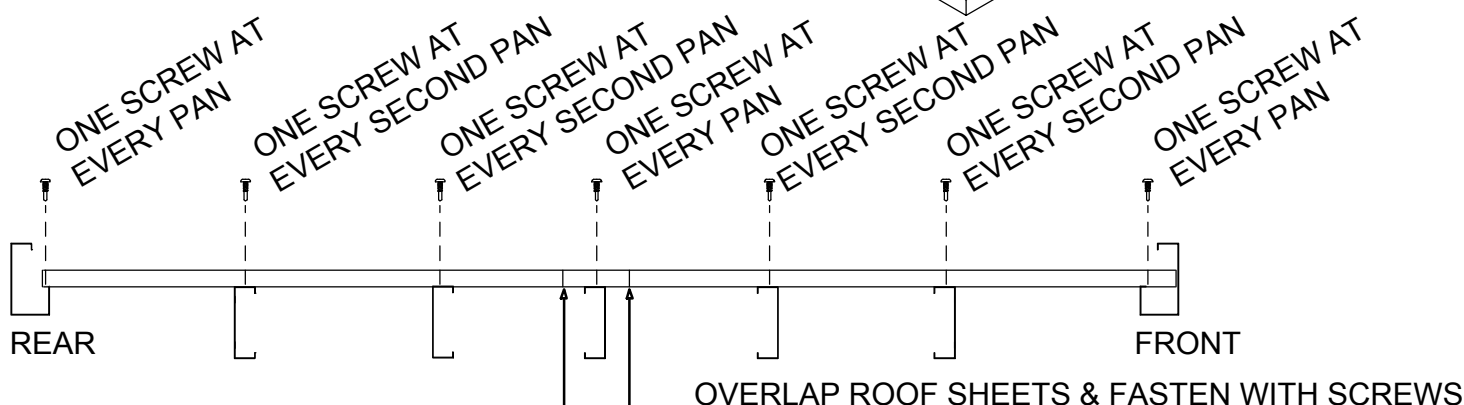 ONE SCREW AT
EVERY PAN
ONE SCREW AT
EVERY SECOND PAN
ONE SCREW AT
EVERY SECOND PAN
ONE SCREW AT
EVERY PAN
ONE SCREW AT
EVERY SECOND PAN
ONE SCREW AT
EVERY SECOND PAN
ONE SCREW AT
EVERY PAN
REAR
FRONT
OVERLAP ROOF SHEETS & FASTEN WITH SCREWS